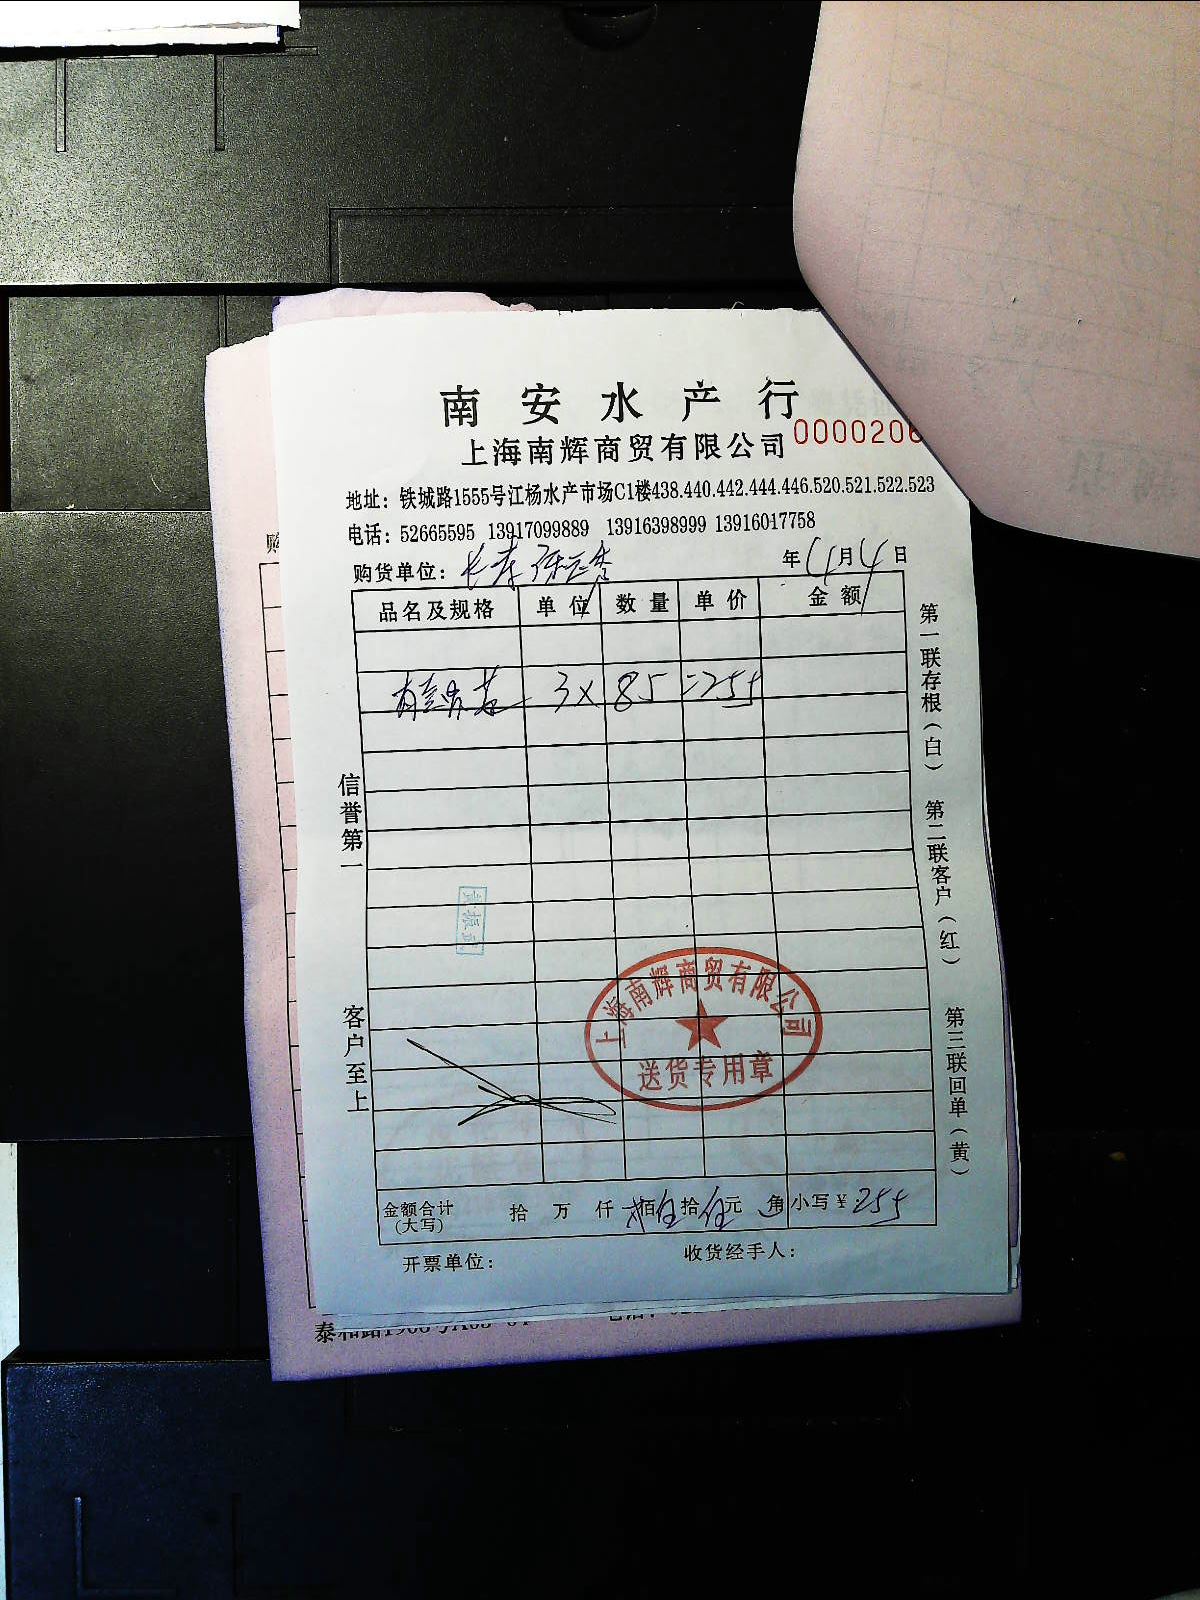 南安水产行
上海南辉商贸有限公司 0000206
地址：铁城路1555号江杨水产市场C1楼438.440.442.444.446.520.521.522.523
电话：52665595 13917099889 13916398999 13916017758
购货单位： 年 4月4日
品名及规格 单位 数量 单价 金额
3× 85 =255
信誉第一
客户至上
第一联存根（白）
第二联客户（红）
第三联回单（黄）
上海南辉商贸有限公司
送货专用章
金额合计（大写） 拾 万 仟 佰 拾 元 角 小写￥：255
开票单位： 收货经手人：
购